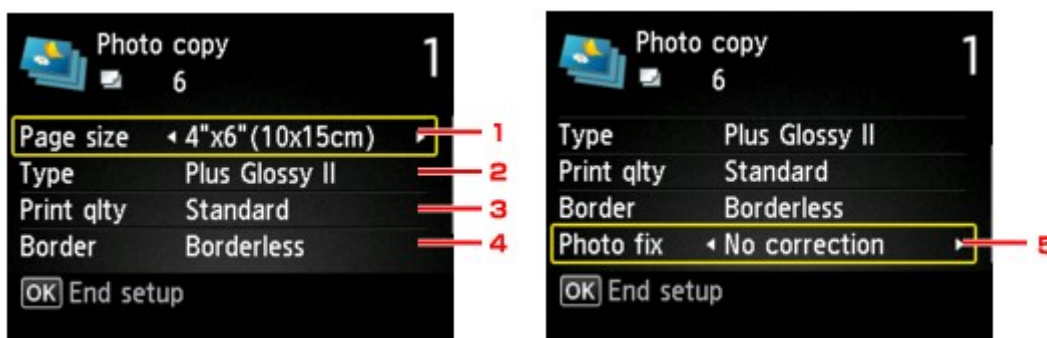 Photo copy
6
1
Page size 4"x6"(10x15cm) 1
Type Plus Glossy II 2
Print qlty Standard 3
Border Borderless 4
OK End setup
Photo copy
6
1
Type Plus Glossy II
Print qlty Standard
Border Borderless
Photo fix No correction 5
OK End setup